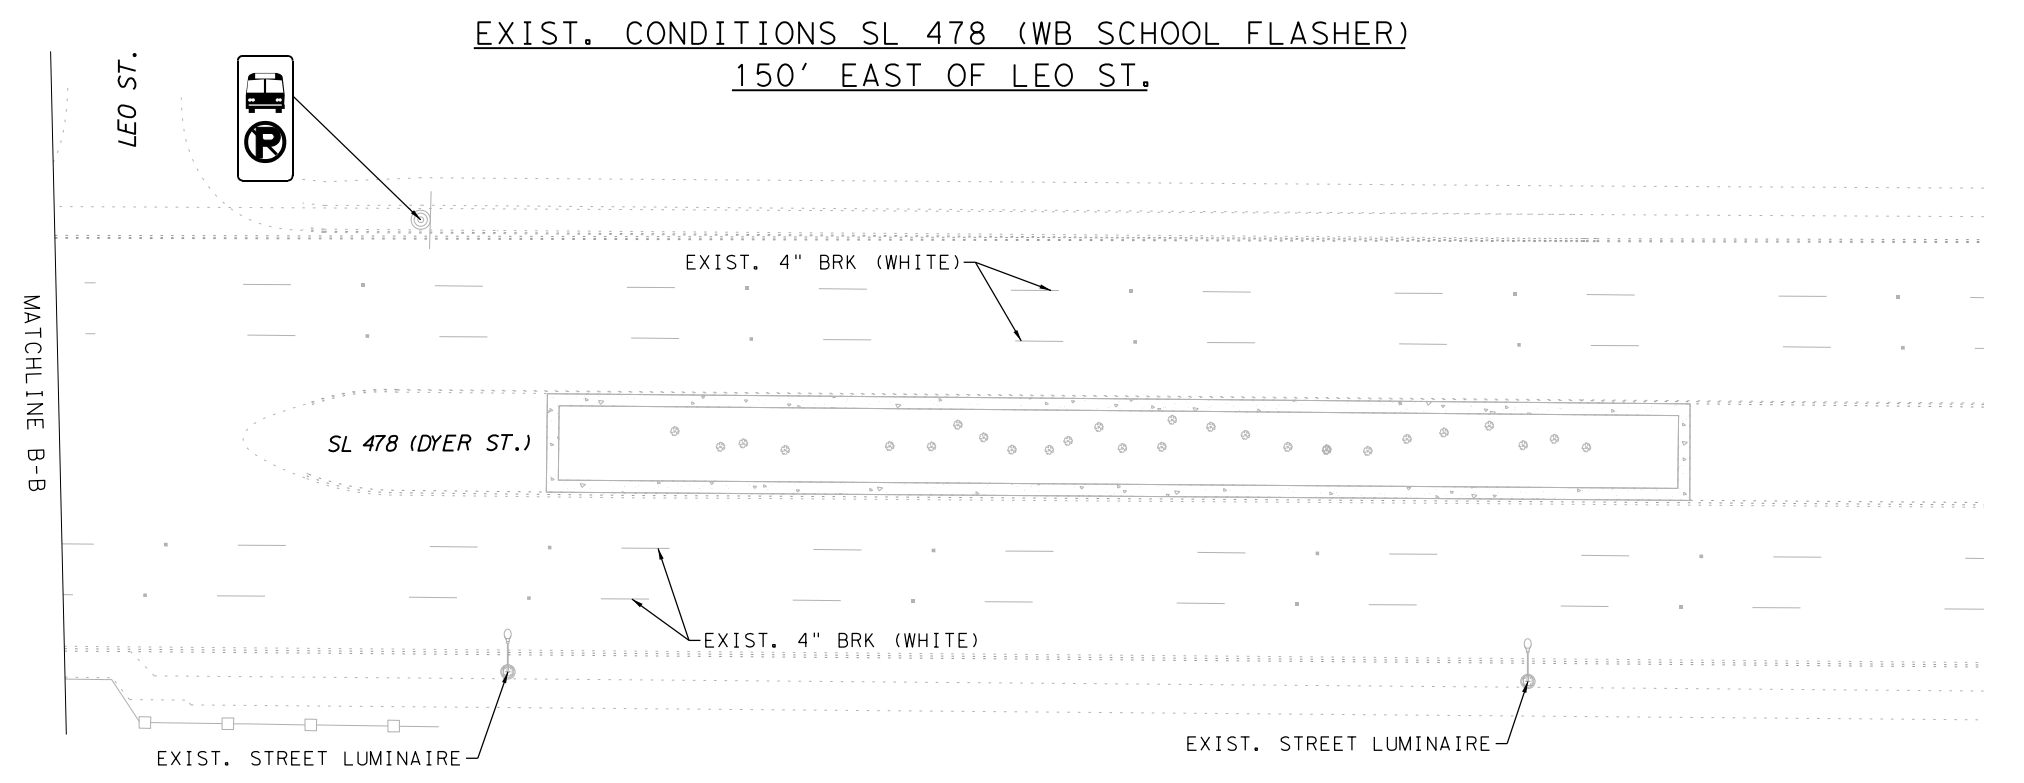 EXIST. CONDITIONS SL 478 (WB SCHOOL FLASHER)
150' EAST OF LEO ST.
LEO ST.
P
EXIST. 4" BRK (WHITE)
MATCHLINE B-B
SL 478 (DYER ST.)
EXIST. 4" BRK (WHITE)
EXIST. STREET LUMINAIRE
EXIST. STREET LUMINAIRE